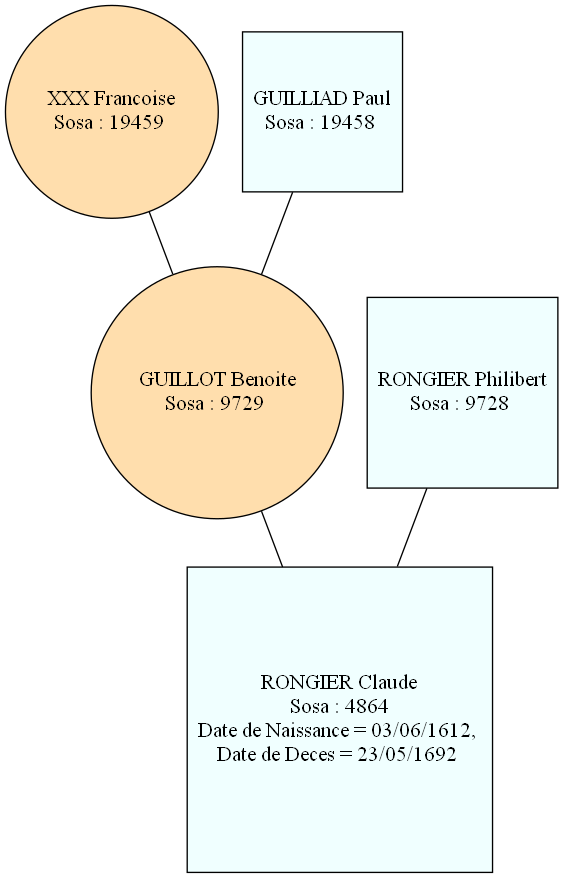 XXX Francoise
Sosa : 19459
GUILLIAD Paul
Sosa : 19458
GUILLOT Benoite
Sosa : 9729
RONGIER Philibert
Sosa : 9728
RONGIER Claude
Sosa : 4864
Date de Naissance = 03/06/1612,
Date de Deces = 23/05/1692